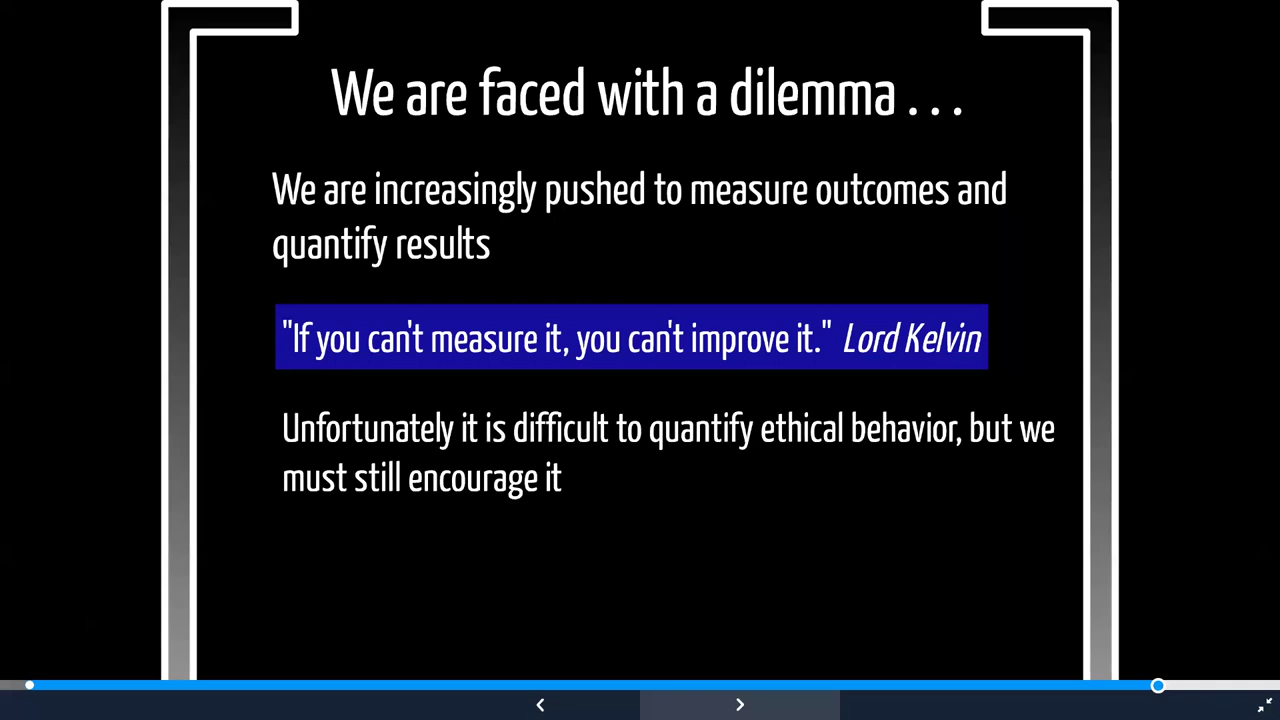 We are faced with a dilemma . . .
We are increasingly pushed to measure outcomes and
quantify results
"If you can't measure it, you can't improve it." Lord Kelvin
Unfortunately it is difficult to quantify ethical behavior, but we
must still encourage it